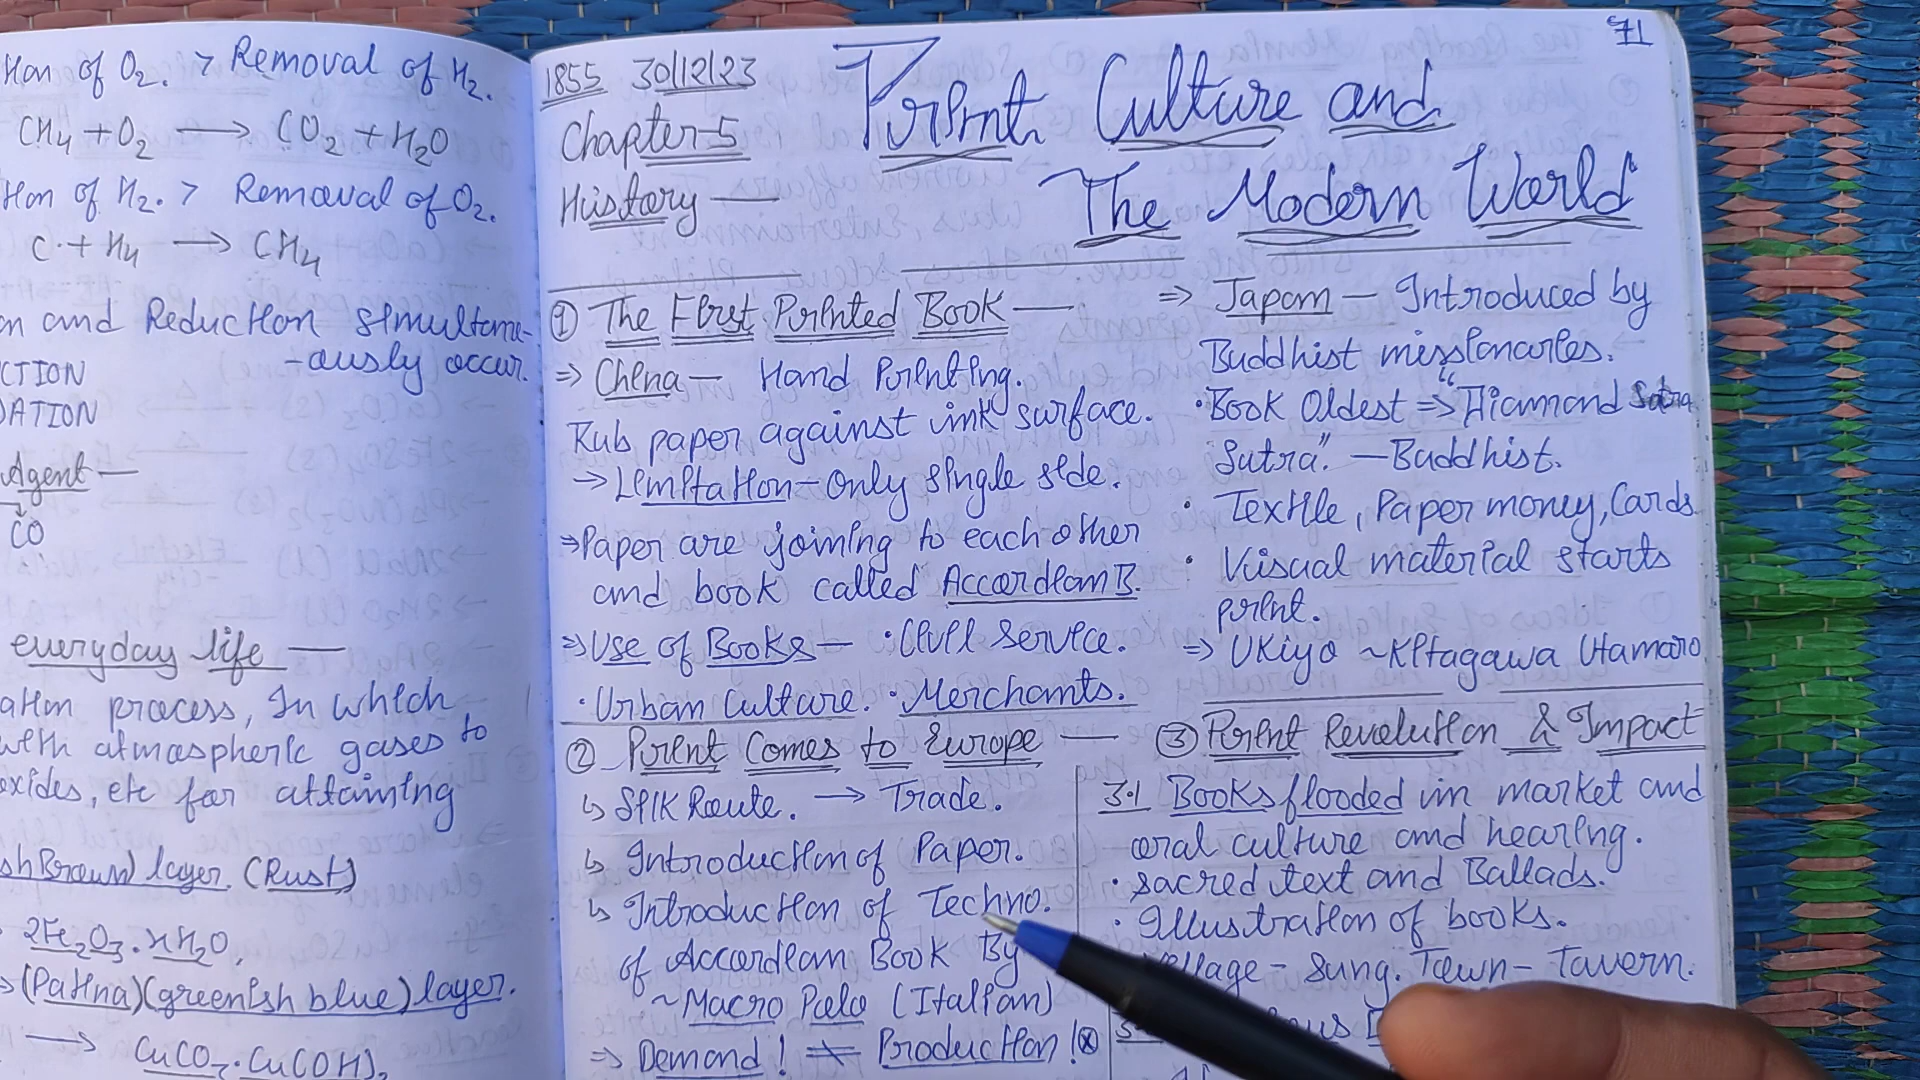 tion of O₂. > Removal of H₂.
CH₄ + O₂ → CO₂ + H₂O
tion of H₂. > Removal of O₂.
C + H₄ → CH₄
n and Reduction simultane-
-ously occur.
CTION
DATION
Agent —
CO
everyday life —
ation process, In which
with atmospheric gases to
oxides, etc for attaining
sh Brown) layer. (Rust)
2Fe₂O₃.xH₂O,
(Patina)(greenish blue) layer.
→ CuCO₃.Cu(OH)₂
71
1855 30/12/23
Chapter-5
History —
Print Culture and
The Modern World
① The First Printed Book —
⇒ China — Hand Printing.
Rub paper against ink surface.
→ Limitation - Only single side.
⇒ Paper are joining to each other
and book called Accordian B.
⇒ Use of Books — • Civil Service.
• Urban Culture. • Merchants.
② Print Comes to Europe —
↳ Silk Route. → Trade.
↳ Introduction of Paper.
↳ Introduction of Techno.
of Accordian Book By
~ Macro Polo (Italian)
⇒ Demand! ≠ Production!
⇒ Japan — Introduced by
Buddhist missionaries.
• Book Oldest ⇒ "Diamond
Sutra". — Buddhist.
• Textile, Paper money, Cards
• Visual material starts
print.
⇒ Ukiyo ~ Kitagawa Utamaro
③ Print Revolution & Impact
3.1 Books flooded in market and
oral culture and hearing.
• sacred text and Ballads.
• Illustration of books.
Village - Sung. Town - Tavern.